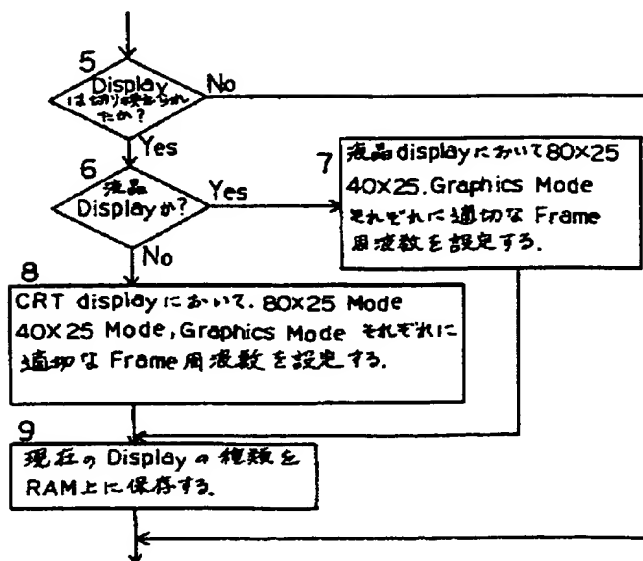 5
Display
は切り換えられ
たか?
No
Yes
6
液晶
Displayか?
Yes
No
7
液晶displayにおいて80X25
40X25.Graphics Mode
それぞれに適切なFrame
周波数を設定する.
8
CRT displayにおいて.80X25 Mode
40X25 Mode,Graphics Mode それぞれに
適切なFrame周波数を設定する.
9
現在のDisplayの種類を
RAM上に保存する.